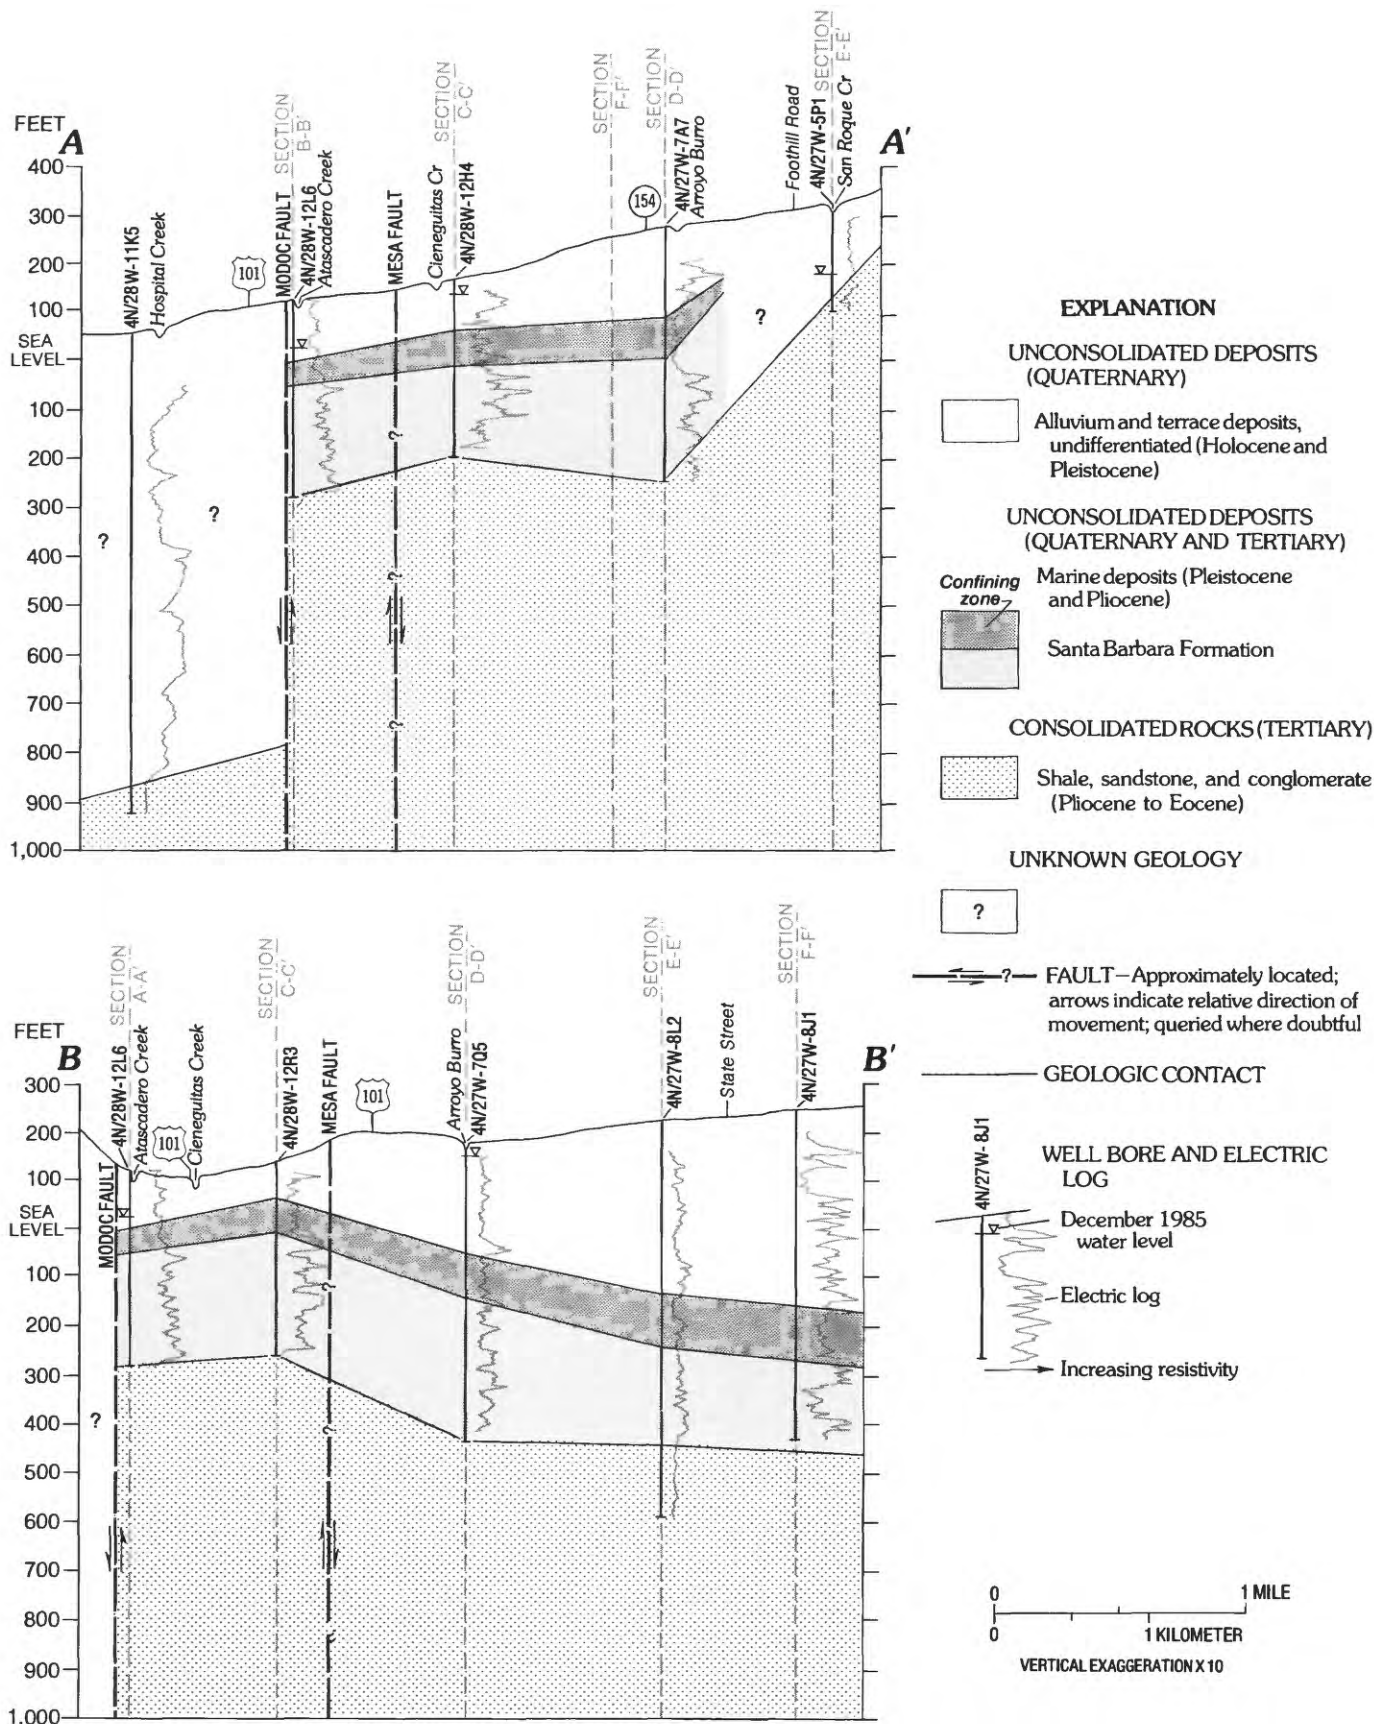 FEET
A
A'
SECTION B-B'
SECTION C-C'
SECTION F-F'
SECTION D-D'
SECTION E-E'
4N/28W-11K5
Hospital Creek
101
MODOC FAULT
4N/28W-12L6
Atascadero Creek
MESA FAULT
Cieneguitas Cr
4N/28W-12H4
154
4N/27W-7A7
Arroyo Burro
Foothill Road
4N/27W-5P1
San Roque Cr
400
300
200
100
SEA LEVEL
100
200
300
400
500
600
700
800
900
1,000
?
?
?
?
?
?
EXPLANATION
UNCONSOLIDATED DEPOSITS
(QUATERNARY)
Alluvium and terrace deposits,
undifferentiated (Holocene and
Pleistocene)
UNCONSOLIDATED DEPOSITS
(QUATERNARY AND TERTIARY)
Confining
zone
Marine deposits (Pleistocene
and Pliocene)
Santa Barbara Formation
CONSOLIDATED ROCKS (TERTIARY)
Shale, sandstone, and conglomerate
(Pliocene to Eocene)
UNKNOWN GEOLOGY
?
?
FAULT—Approximately located;
arrows indicate relative direction of
movement; queried where doubtful
GEOLOGIC CONTACT
4N/27W-8J1
WELL BORE AND ELECTRIC
LOG
December 1985
water level
Electric log
Increasing resistivity
0 1 MILE
0 1 KILOMETER
VERTICAL EXAGGERATION X 10
FEET
B
B'
SECTION A-A'
SECTION C-C'
SECTION D-D'
SECTION E-E'
SECTION F-F'
MODOC FAULT
4N/28W-12L6
Atascadero Creek
101
Cieneguitas Creek
4N/28W-12R3
MESA FAULT
101
Arroyo Burro
4N/27W-7Q5
4N/27W-8L2
State Street
4N/27W-8J1
300
200
100
SEA LEVEL
100
200
300
400
500
600
700
800
900
1,000
?
?
?
?